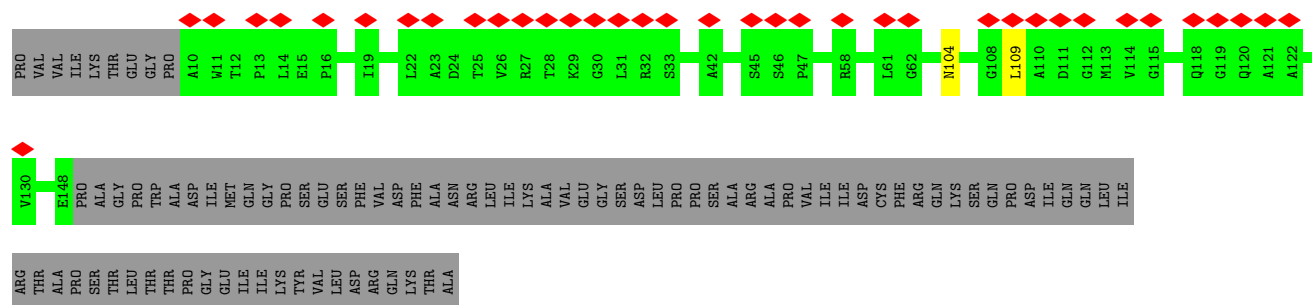 PRO VAL VAL ILE LYS THR GLU GLY PRO A10 W11 T12 P13 L14 E15 P16 I19 L22 A23 D24 T25 V26 R27 T28 K29 G30 L31 R32 S33 A42 S45 S46 P47 R58 L61 G62 N104 G108 L109 A110 D111 G112 M113 V114 G115 Q118 G119 Q120 A121 A122
V130 E148 PRO ALA GLY PRO TRP ALA ASP ILE MET GLN GLY PRO SER GLU SER PHE VAL ASP PHE ALA ASN ARG LEU ILE LYS ALA VAL GLU GLY SER ASP LEU PRO PRO SER ALA ARG ALA PRO VAL ILE ILE ASP CYS PHE ARG GLN LYS SER GLN PRO ASP ILE GLN GLN LEU ILE
ARG THR ALA PRO SER THR LEU THR THR PRO GLY GLU ILE ILE LYS TYR VAL LEU ASP ARG GLN LYS THR ALA